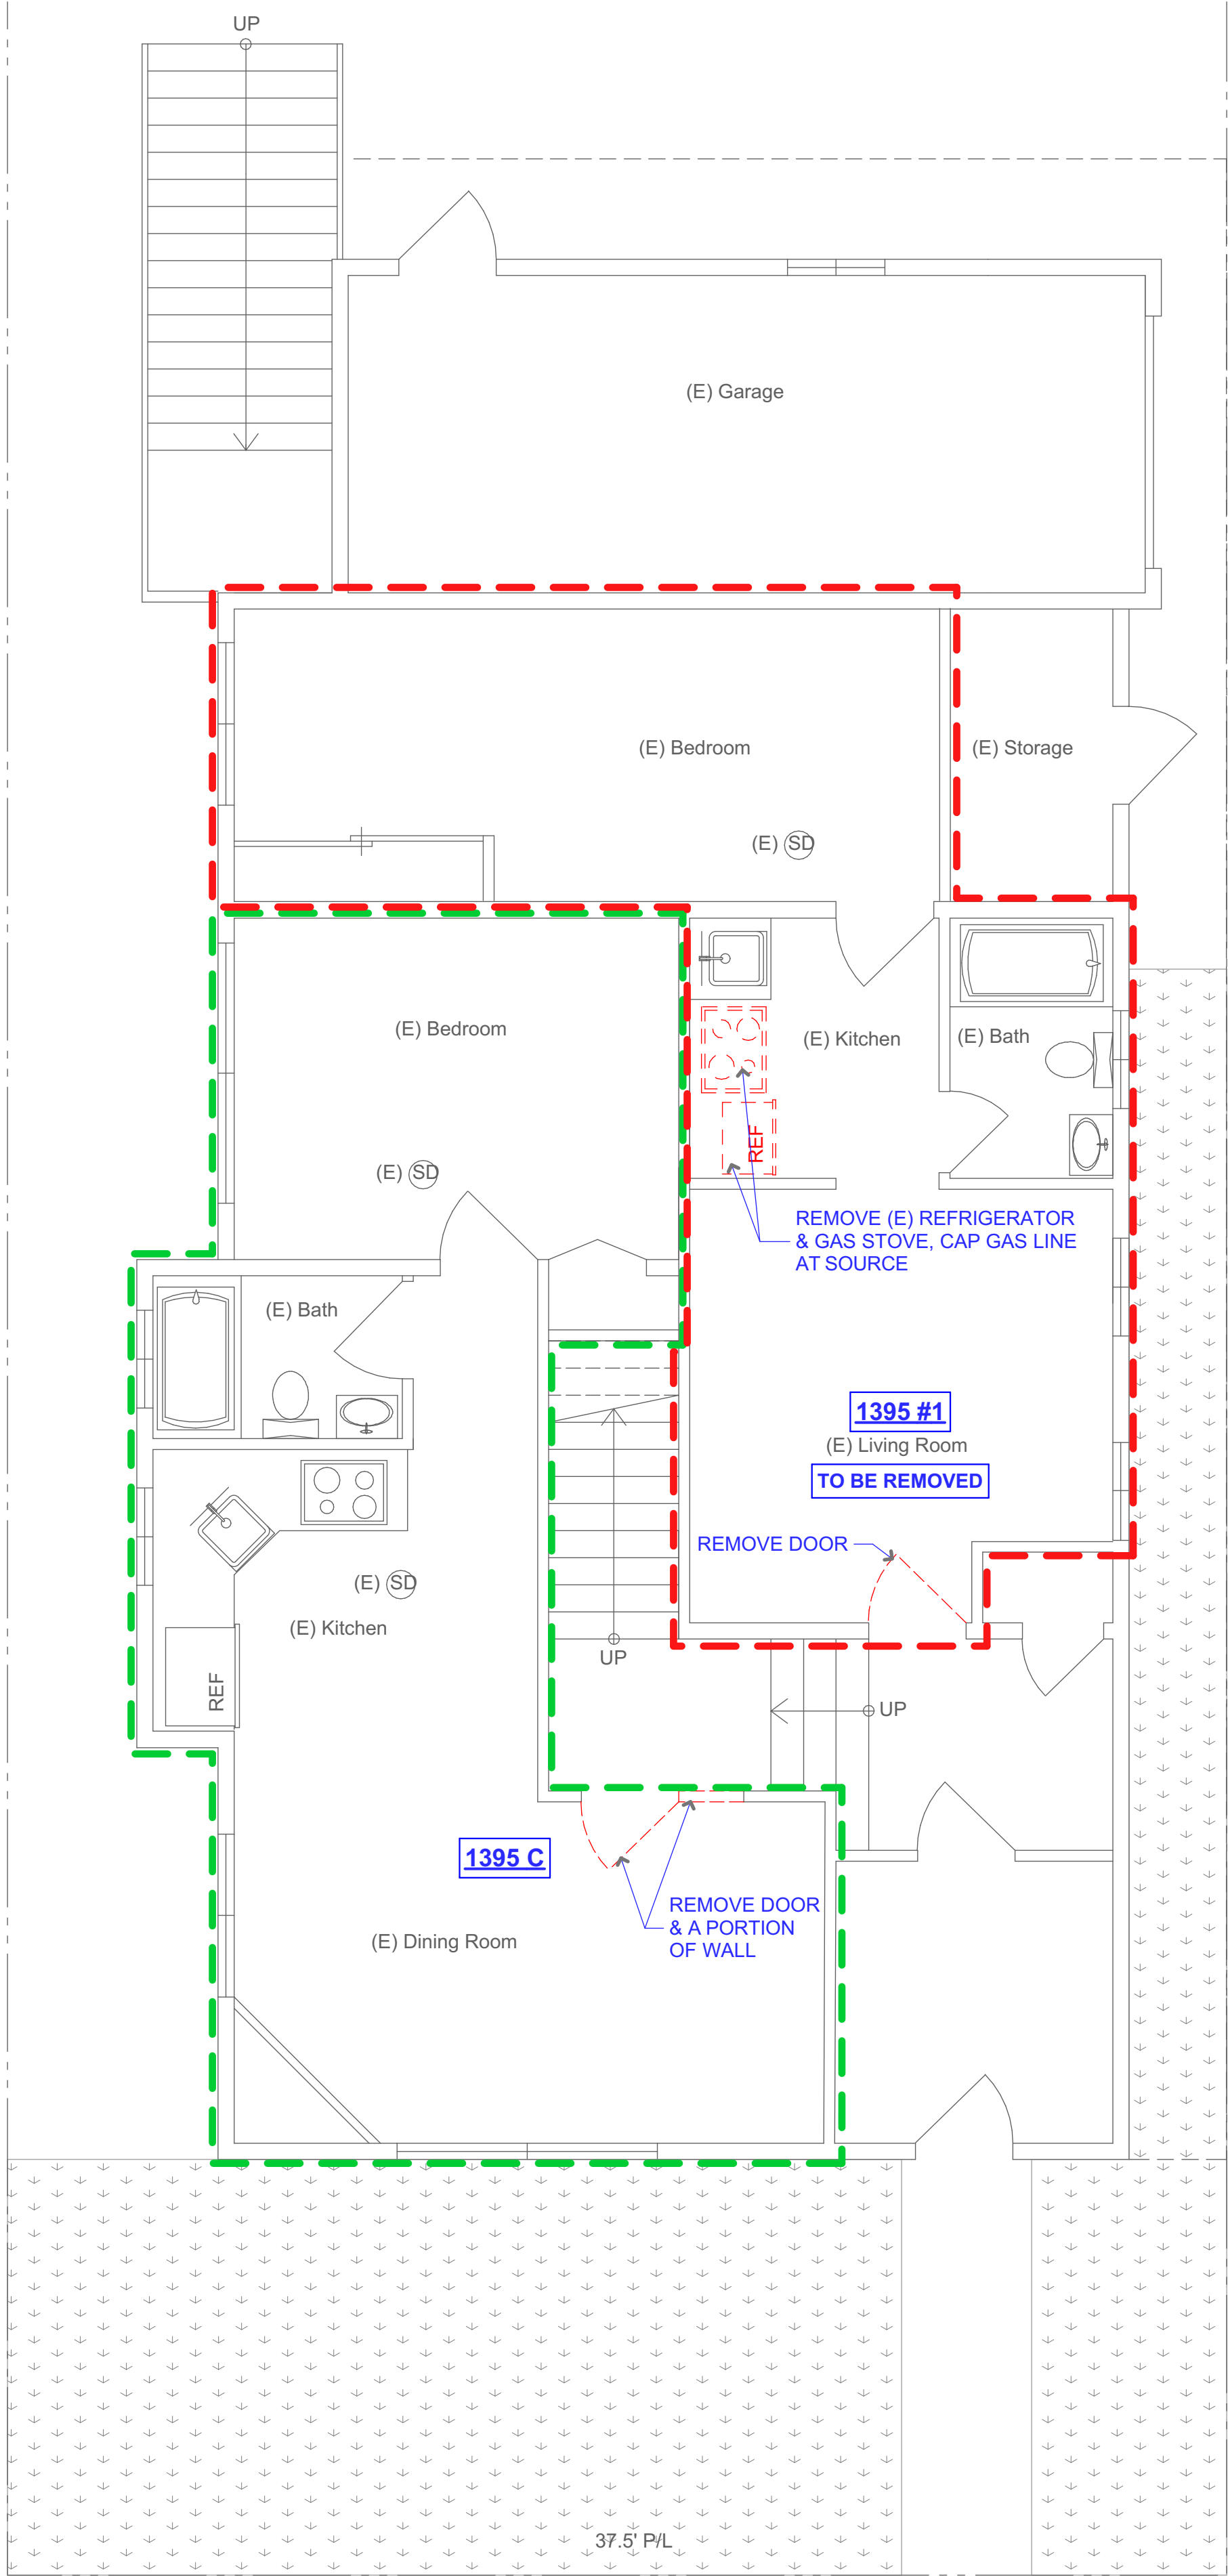 UP
(E) Garage
(E) Bedroom
(E) Storage
(E) SD
(E) Bedroom
(E) Kitchen
(E) Bath
REF
(E) SD
REMOVE (E) REFRIGERATOR
& GAS STOVE, CAP GAS LINE
AT SOURCE
(E) Bath
1395 #1
(E) Living Room
TO BE REMOVED
REMOVE DOOR
(E) SD
(E) Kitchen
UP
REF
UP
1395 C
REMOVE DOOR
& A PORTION
OF WALL
(E) Dining Room
37.5' P/L